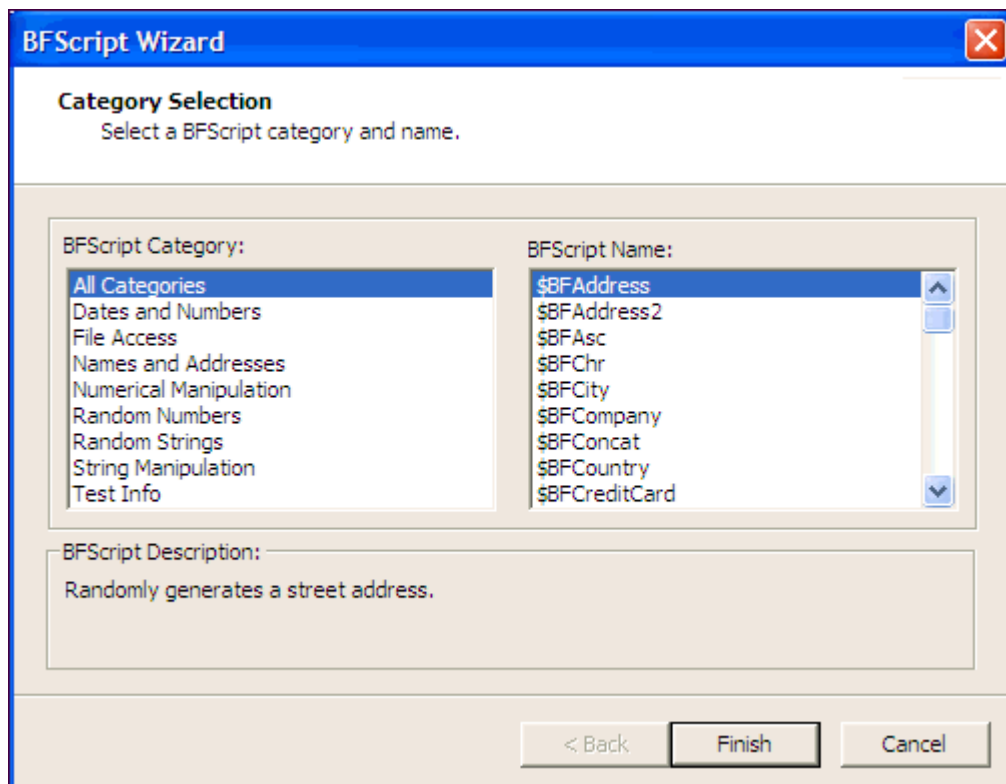 BFScript Wizard
Category Selection
Select a BFScript category and name.
BFScript Category:
All Categories
Dates and Numbers
File Access
Names and Addresses
Numerical Manipulation
Random Numbers
Random Strings
String Manipulation
Test Info
BFScript Name:
$BFAddress
$BFAddress2
$BFAsc
$BFChr
$BFCity
$BFCompany
$BFConcat
$BFCountry
$BFCreditCard
BFScript Description:
Randomly generates a street address.
< Back
Finish
Cancel